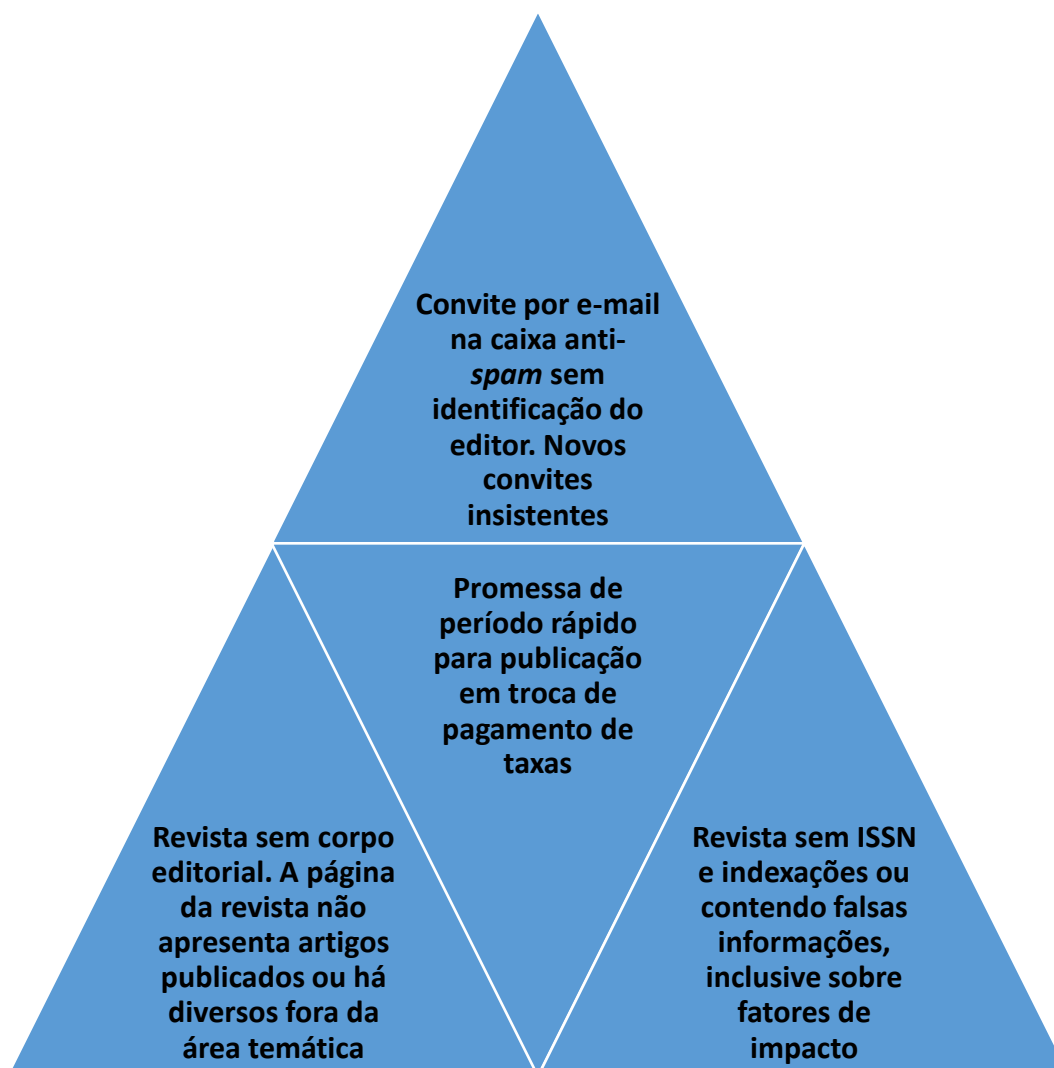 Convite por e-mail
na caixa anti-
spam sem
identificação do
editor. Novos
convites
insistentes
Promessa de
período rápido
para publicação
em troca de
pagamento de
taxas
Revista sem corpo
editorial. A página
da revista não
apresenta artigos
publicados ou há
diversos fora da
área temática
Revista sem ISSN
e indexações ou
contendo falsas
informações,
inclusive sobre
fatores de
impacto